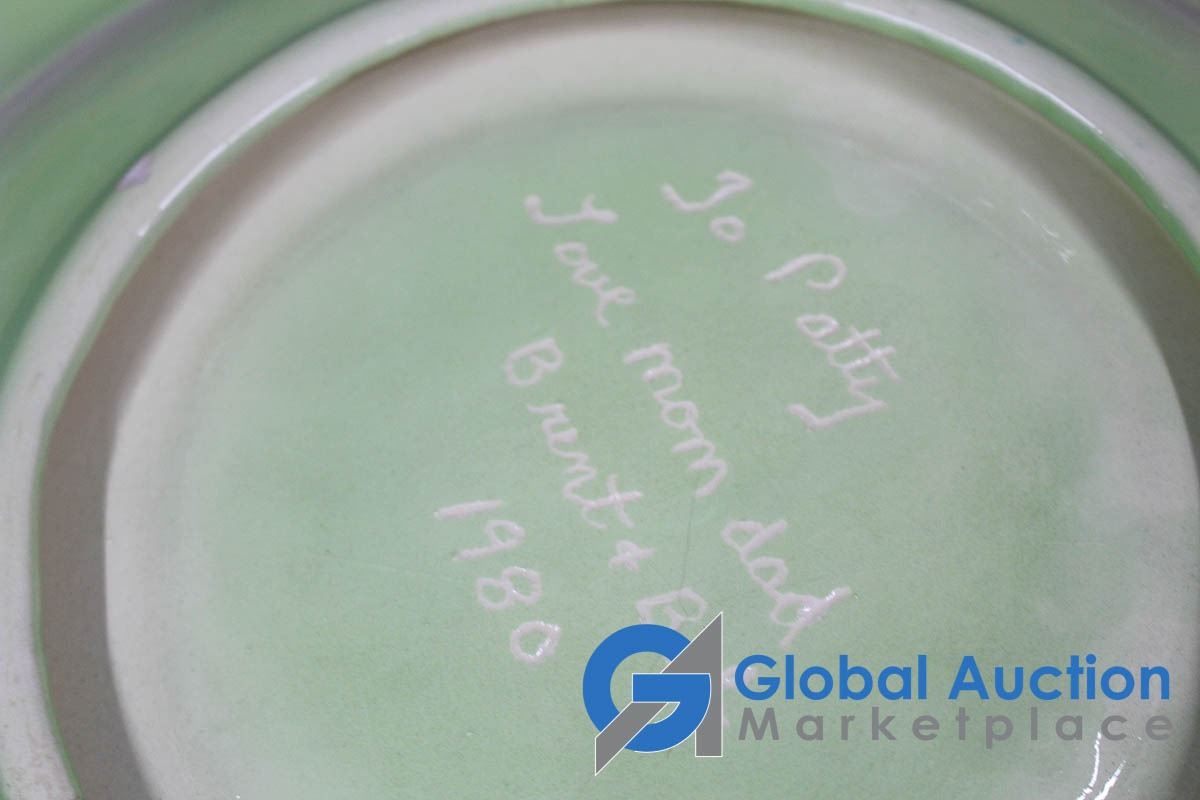 To Patty
Love mom dad
Brent +
1980
Global Auction
Marketplace